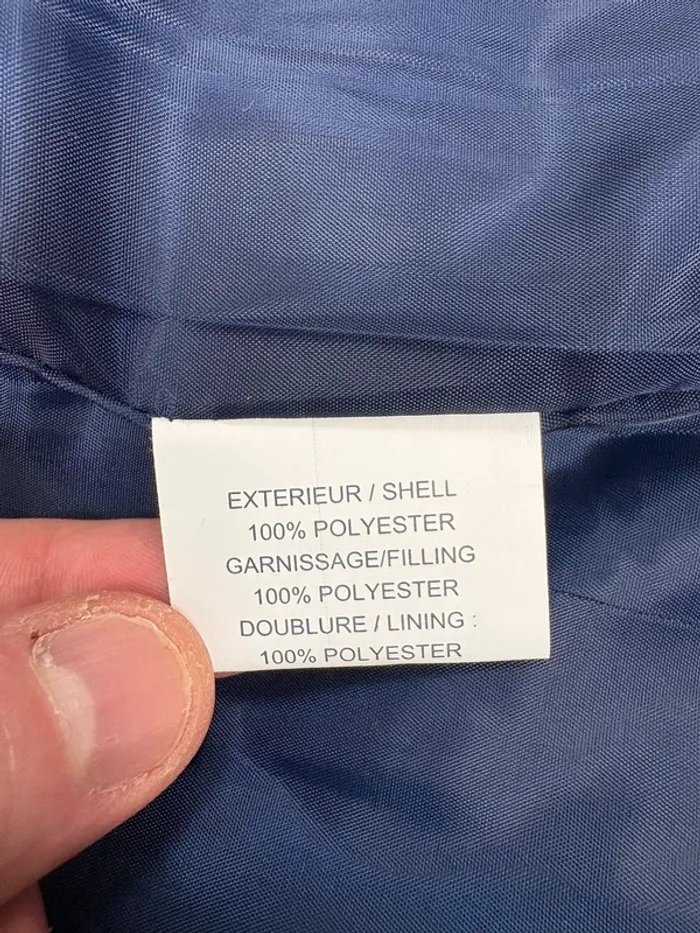 EXTERIEUR / SHELL
100% POLYESTER
GARNISSAGE/FILLING
100% POLYESTER
DOUBLURE / LINING :
100% POLYESTER